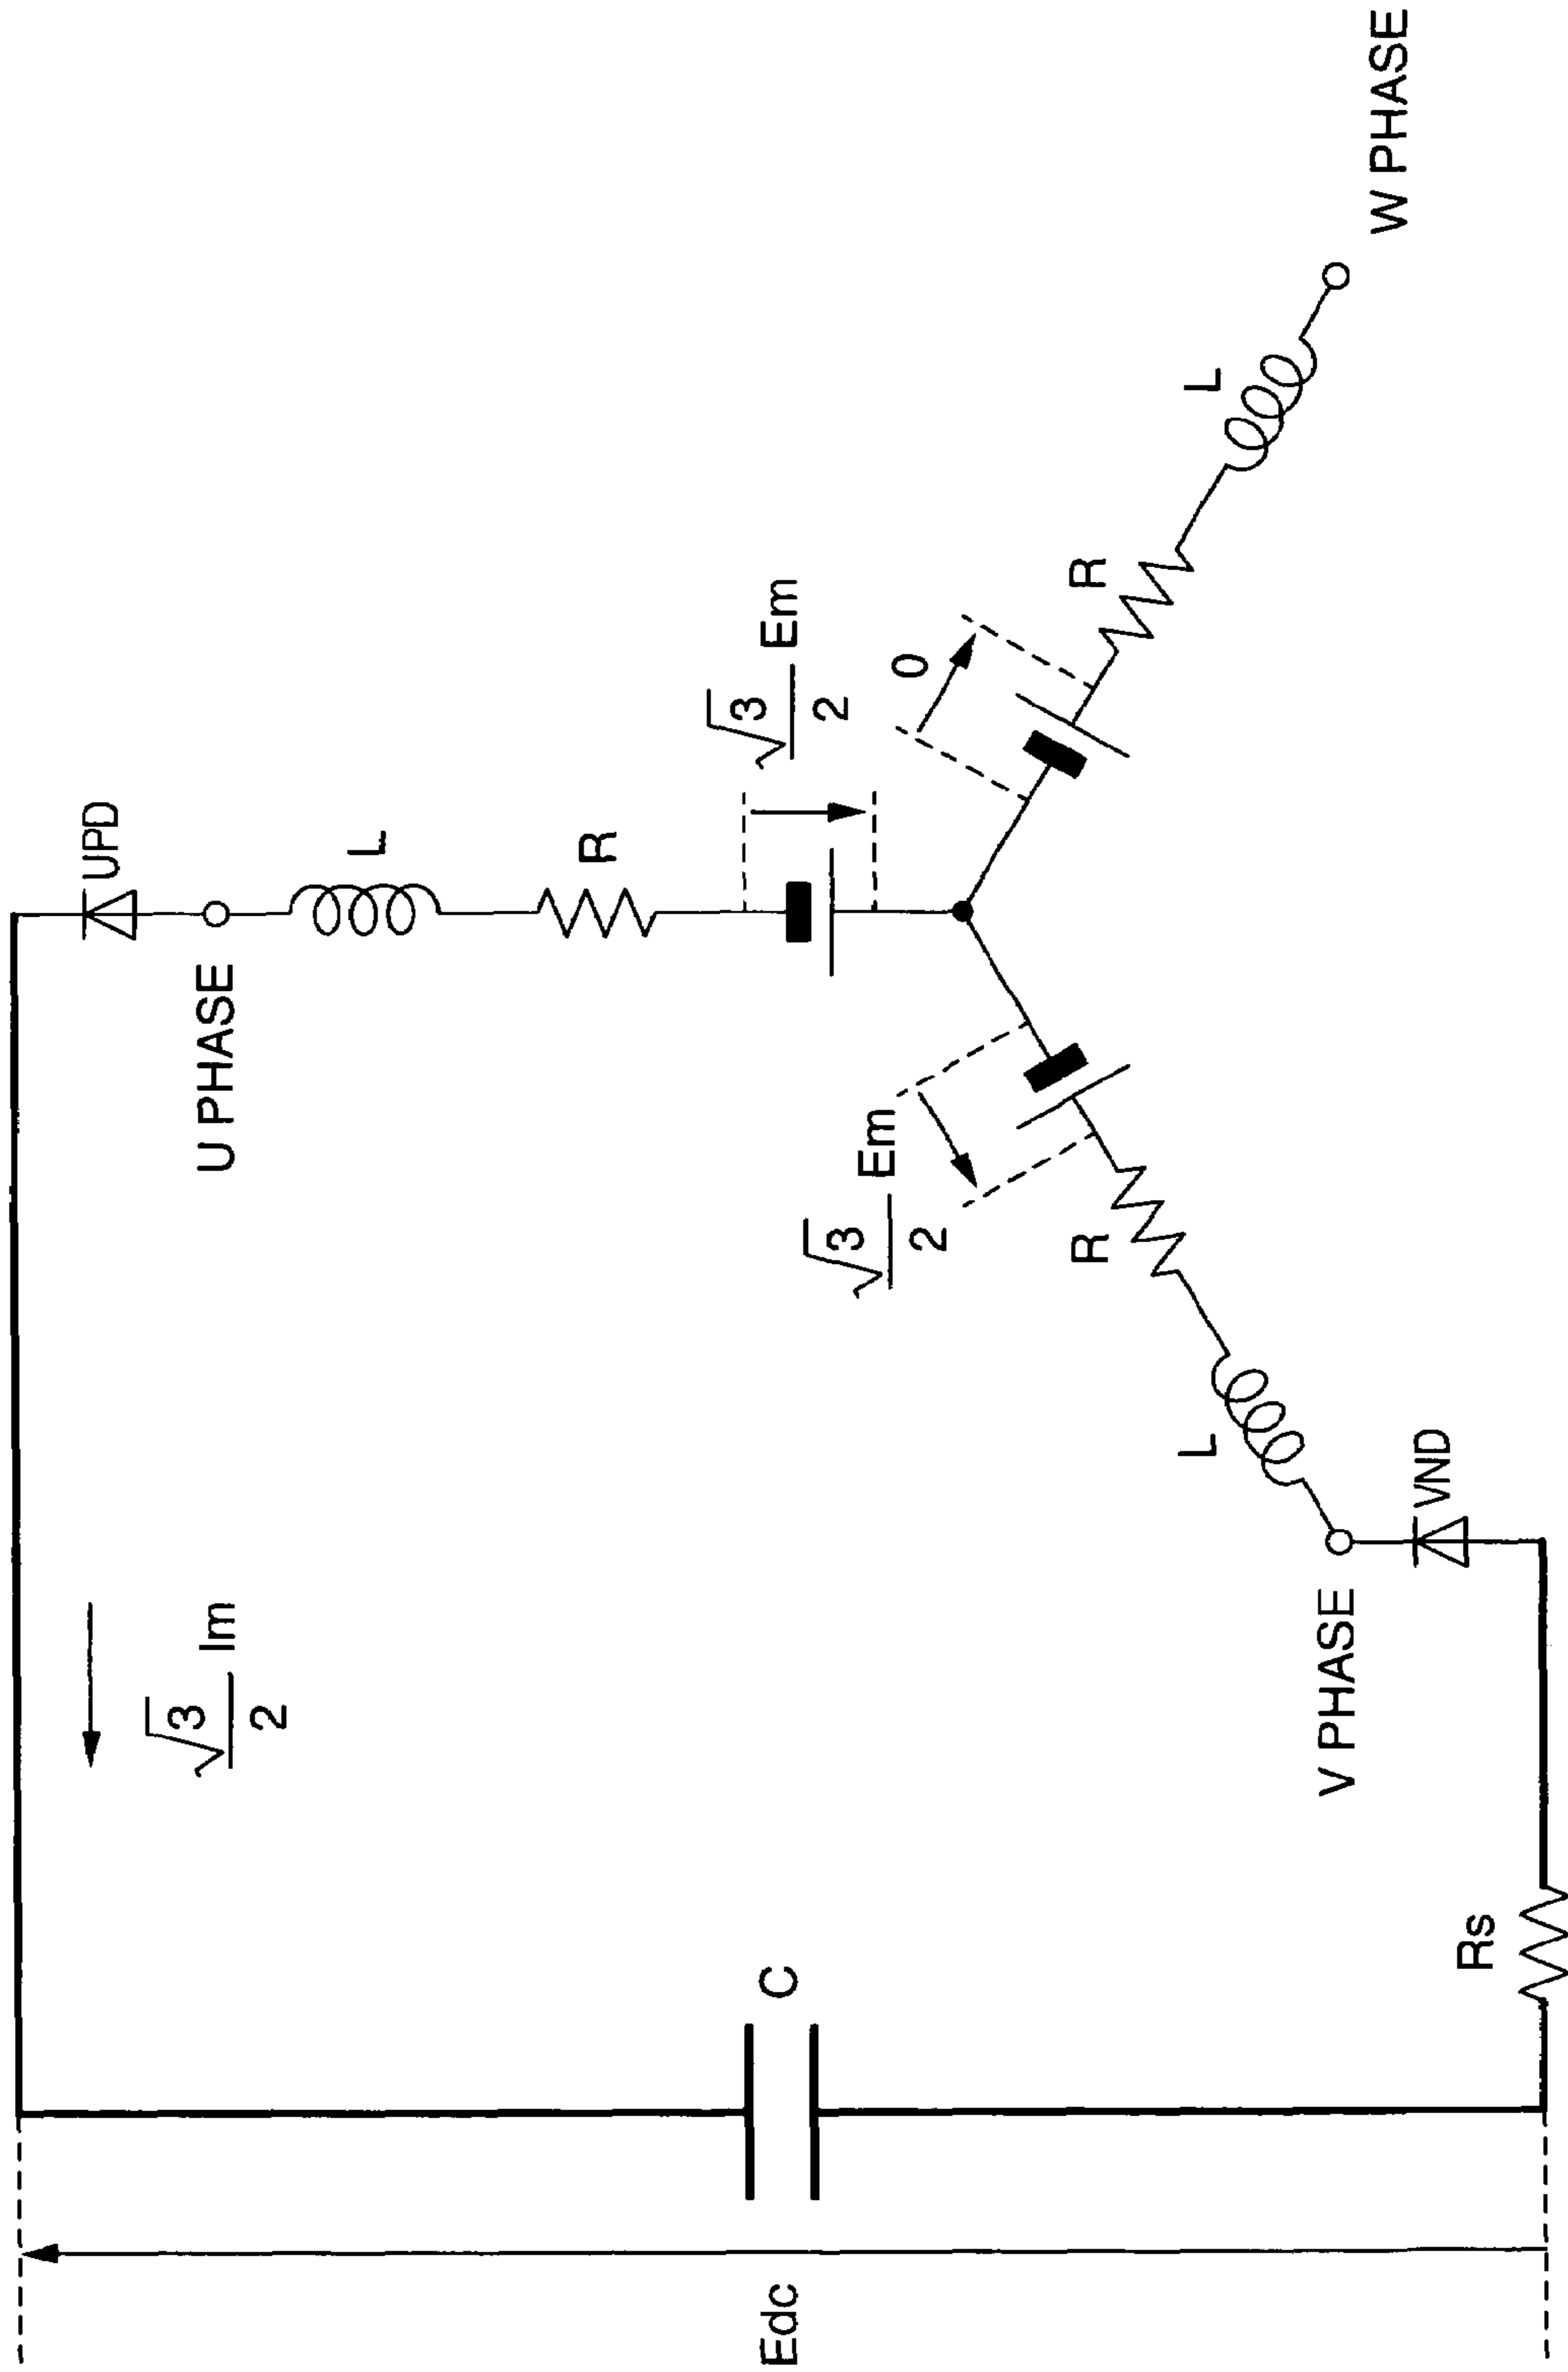 UPD
√3/2 Im
U PHASE
L
R
Edc
C
√3/2 Em
√3/2 Em
0
R
R
L
L
V PHASE
W PHASE
VND
Rs